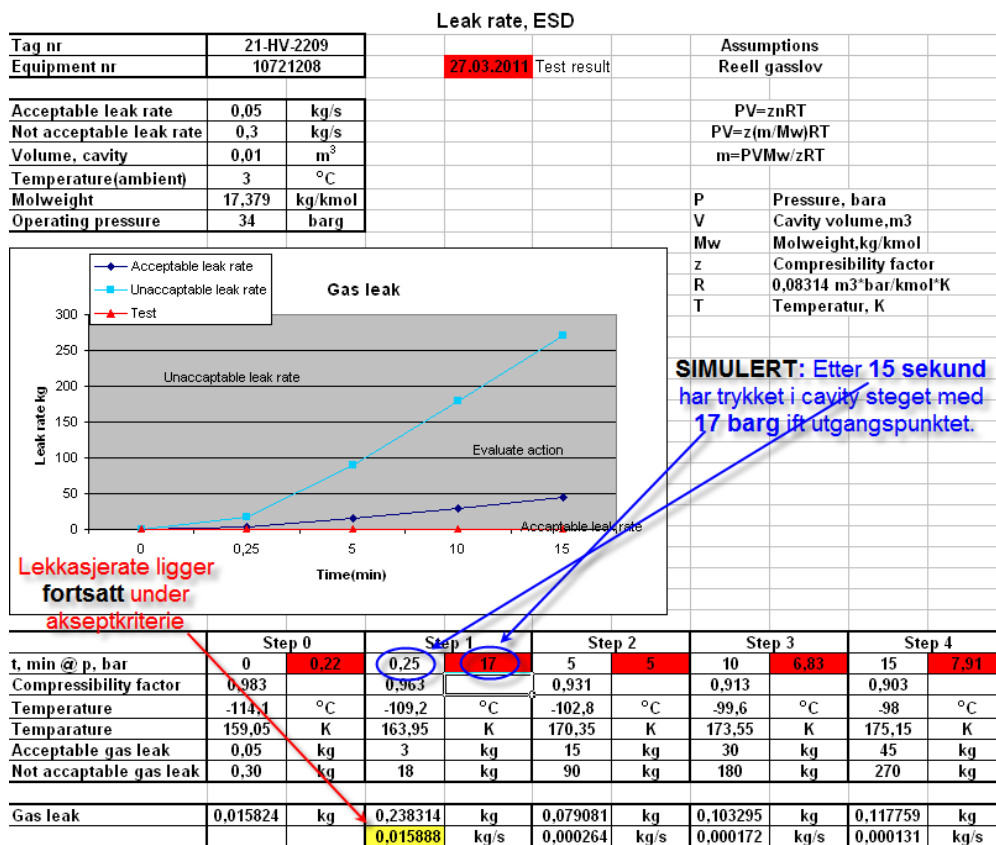 Leak rate, ESD
Tag nr 21-HV-2209 Assumptions
Equipment nr 10721208 27.03.2011 Test result Reell gasslov
Acceptable leak rate 0,05 kg/s PV=znRT
Not acceptable leak rate 0,3 kg/s PV=z(m/Mw)RT
Volume, cavity 0,01 m³ m=PVMw/zRT
Temperature(ambient) 3 °C
Molweight 17,379 kg/kmol P Pressure, bara
Operating pressure 34 barg V Cavity volume,m3
Mw Molweight,kg/kmol
z Compresibility factor
R 0,08314 m3*bar/kmol*K
T Temperatur, K
Acceptable leak rate
Unaccaptable leak rate
Test
Gas leak
300
250
200
150
100
50
0
Leak rate kg
Unaccaptable leak rate
Evaluate action
Accaptable leak rate
0 0,25 5 10 15
Time(min)
SIMULERT: Etter 15 sekund
har trykket i cavity steget med
17 barg ift utgangspunktet.
Lekkasjerate ligger
fortsatt under
akseptkriterie
Step 0 Step 1 Step 2 Step 3 Step 4
t, min @ p, bar 0 0,22 0,25 17 5 5 10 6,83 15 7,91
Compressibility factor 0,983 0,963 0,931 0,913 0,903
Temperature -114,1 °C -109,2 °C -102,8 °C -99,6 °C -98 °C
Temparature 159,05 K 163,95 K 170,35 K 173,55 K 175,15 K
Acceptable gas leak 0,05 kg 3 kg 15 kg 30 kg 45 kg
Not accaptable gas leak 0,30 kg 18 kg 90 kg 180 kg 270 kg
Gas leak 0,015824 kg 0,238314 kg 0,079081 kg 0,103295 kg 0,117759 kg
0,015888 kg/s 0,000264 kg/s 0,000172 kg/s 0,000131 kg/s